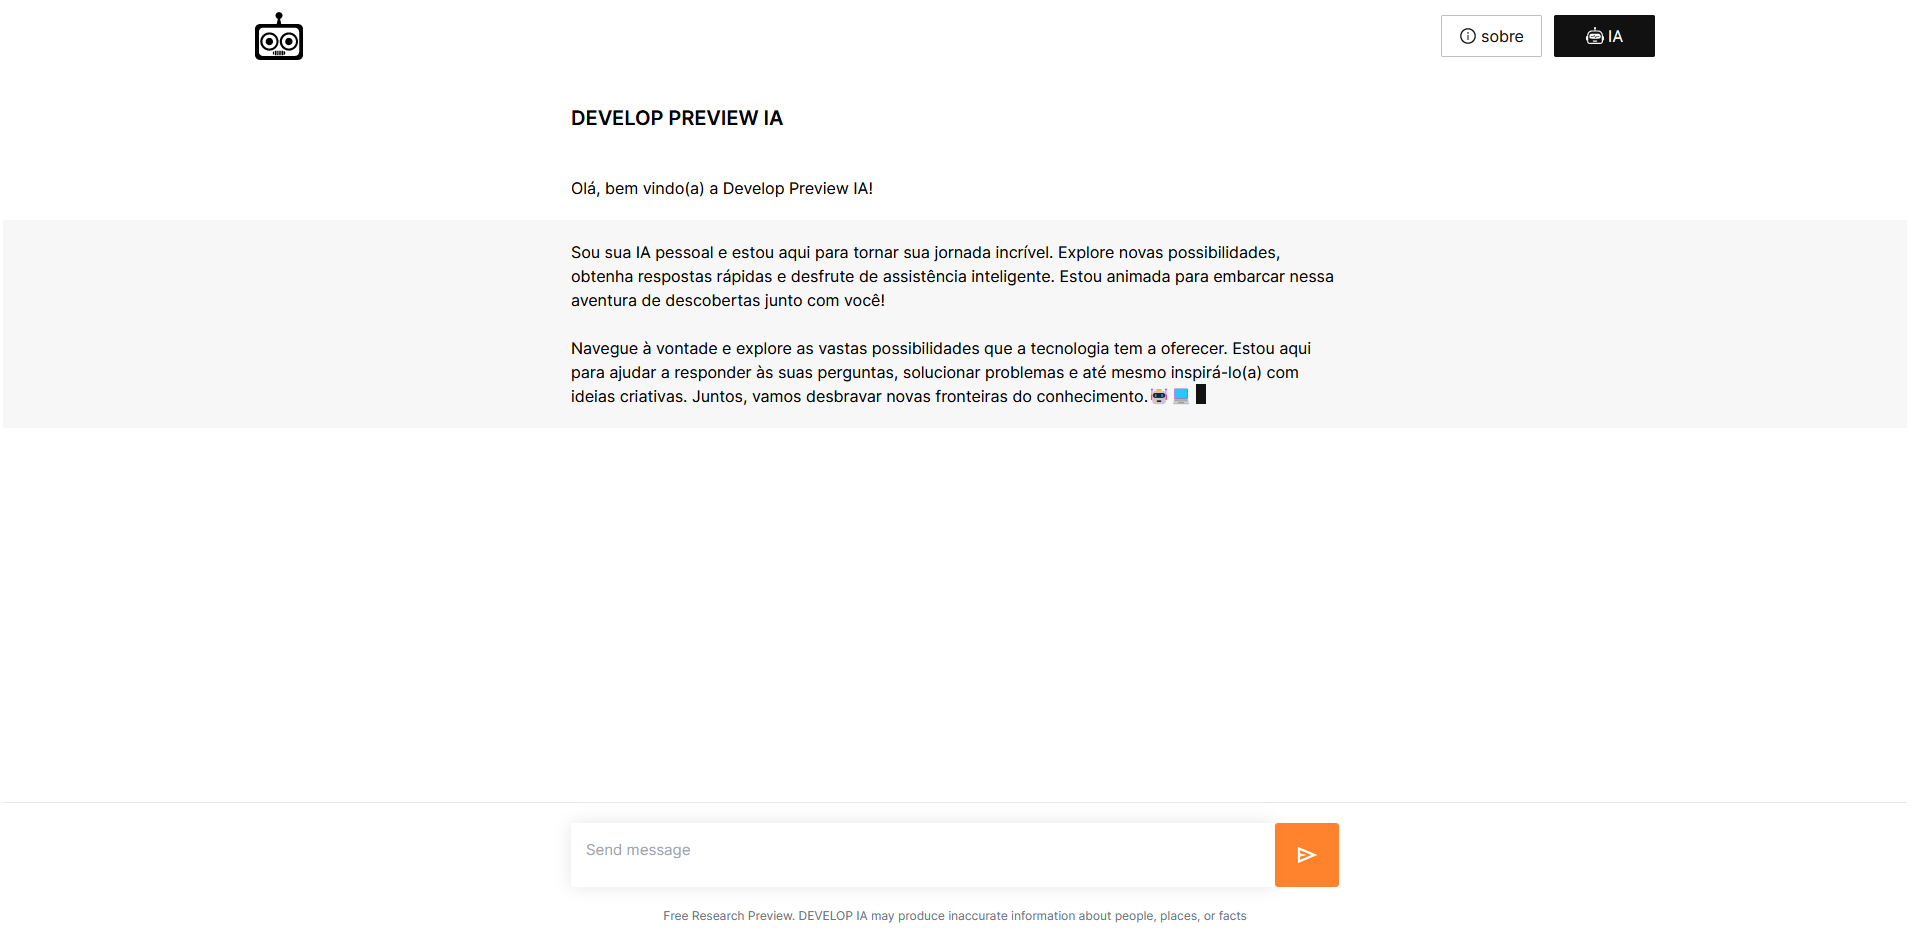 sobre
IA
DEVELOP PREVIEW IA
Olá, bem vindo(a) a Develop Preview IA!
Sou sua IA pessoal e estou aqui para tornar sua jornada incrível. Explore novas possibilidades,
obtenha respostas rápidas e desfrute de assistência inteligente. Estou animada para embarcar nessa
aventura de descobertas junto com você!
Navegue à vontade e explore as vastas possibilidades que a tecnologia tem a oferecer. Estou aqui
para ajudar a responder às suas perguntas, solucionar problemas e até mesmo inspirá-lo(a) com
ideias criativas. Juntos, vamos desbravar novas fronteiras do conhecimento.🤖 💻
Send message
Free Research Preview. DEVELOP IA may produce inaccurate information about people, places, or facts